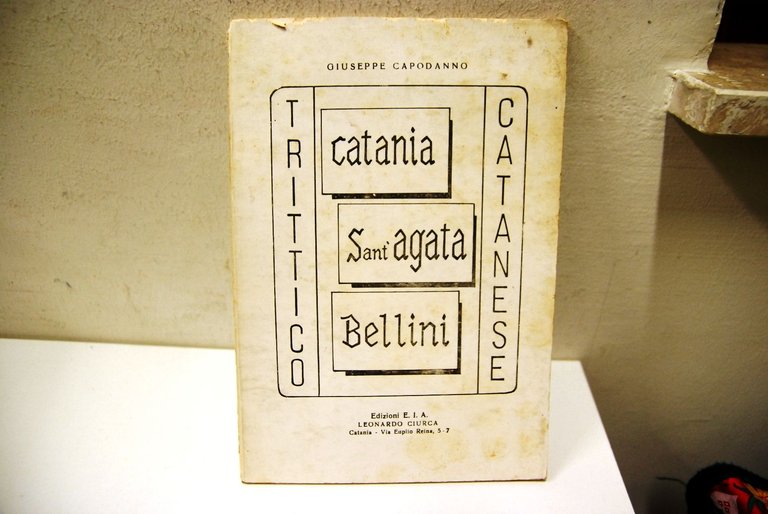 GIUSEPPE CAPODANNO
TRITTICO
Catania
Sant' agata
Bellini
CATANESE
Edizioni E. I. A.
LEONARDO CIURCA
Catania - Via Euplio Reina, 5-7